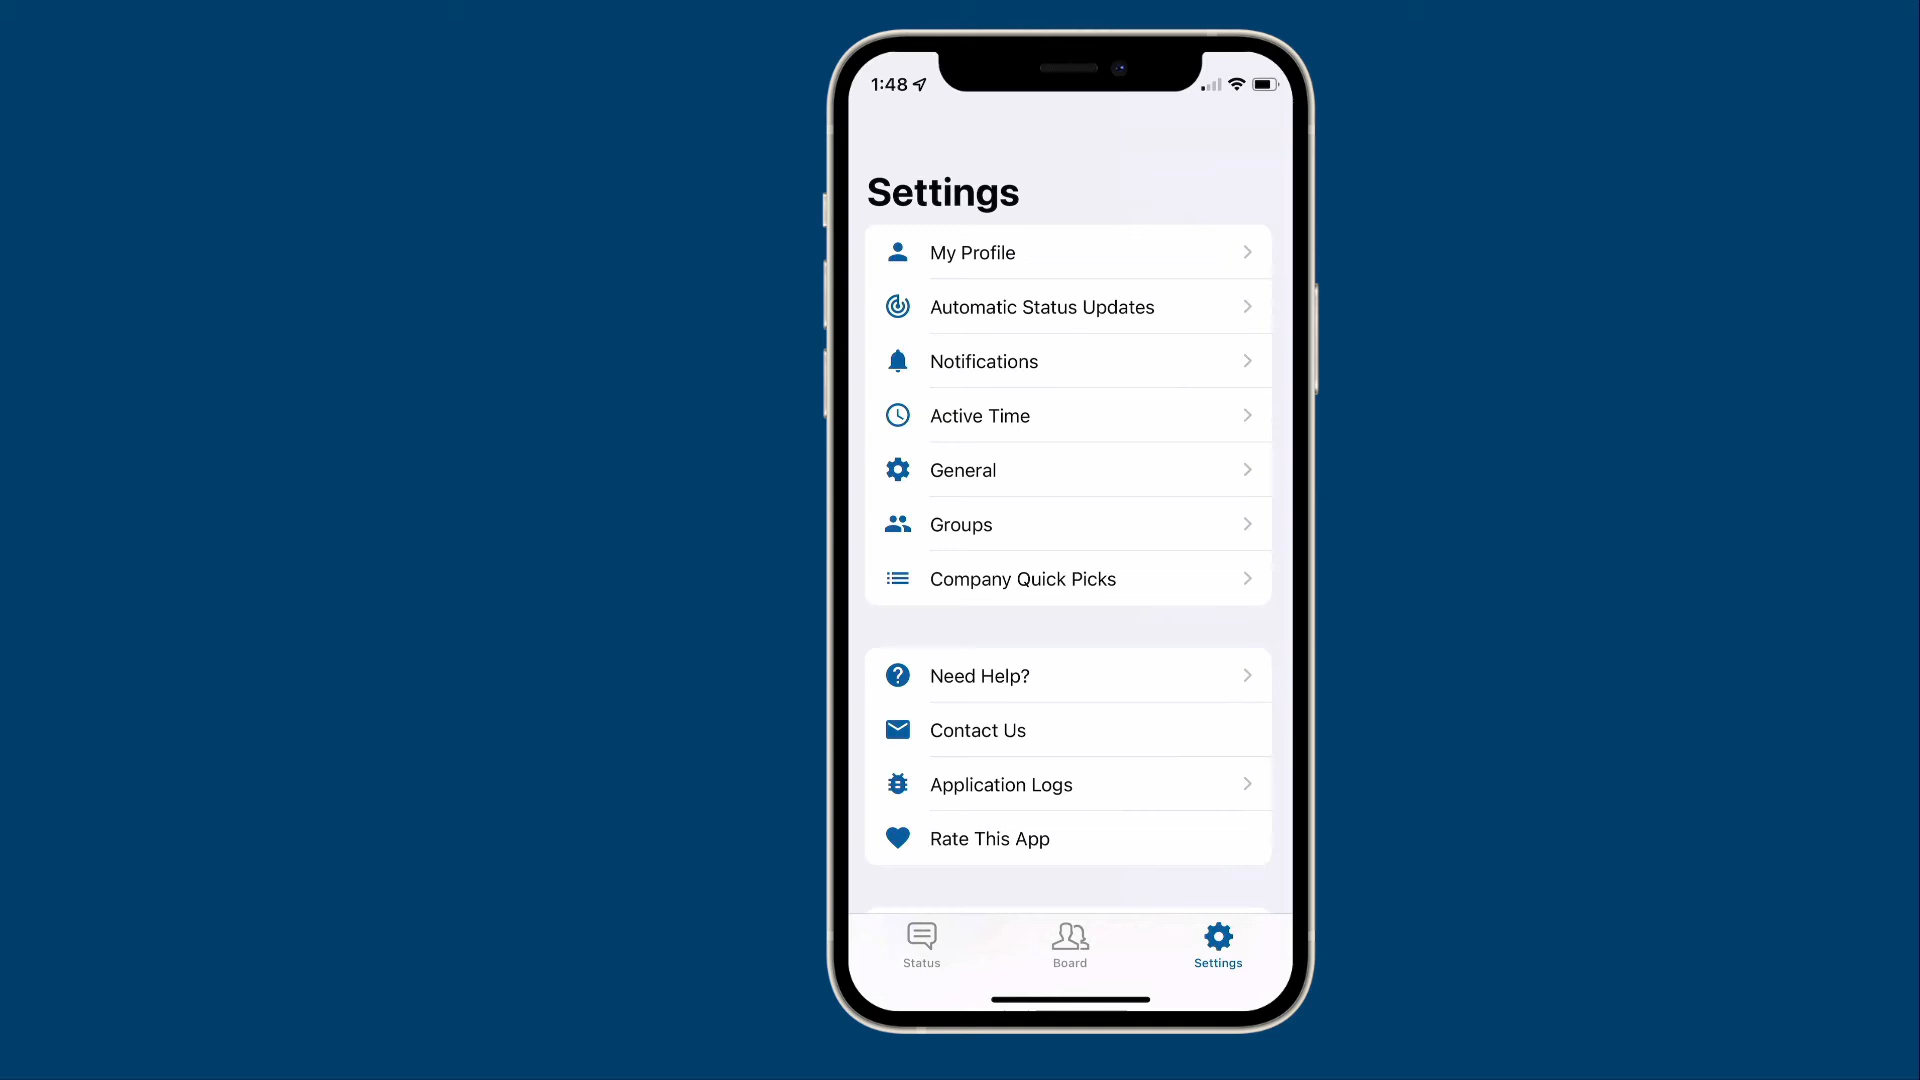 1:48
Settings
My Profile
Automatic Status Updates
Notifications
Active Time
General
Groups
Company Quick Picks
Need Help?
Contact Us
Application Logs
Rate This App
Status
Board
Settings